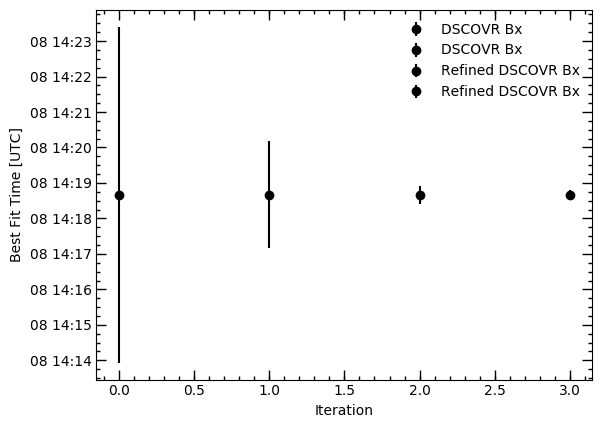 DSCOVR Bx
DSCOVR Bx
Refined DSCOVR Bx
Refined DSCOVR Bx
08 14:23
08 14:22
08 14:21
08 14:20
08 14:19
08 14:18
08 14:17
08 14:16
08 14:15
08 14:14
Best Fit Time [UTC]
0.0 0.5 1.0 1.5 2.0 2.5 3.0
Iteration